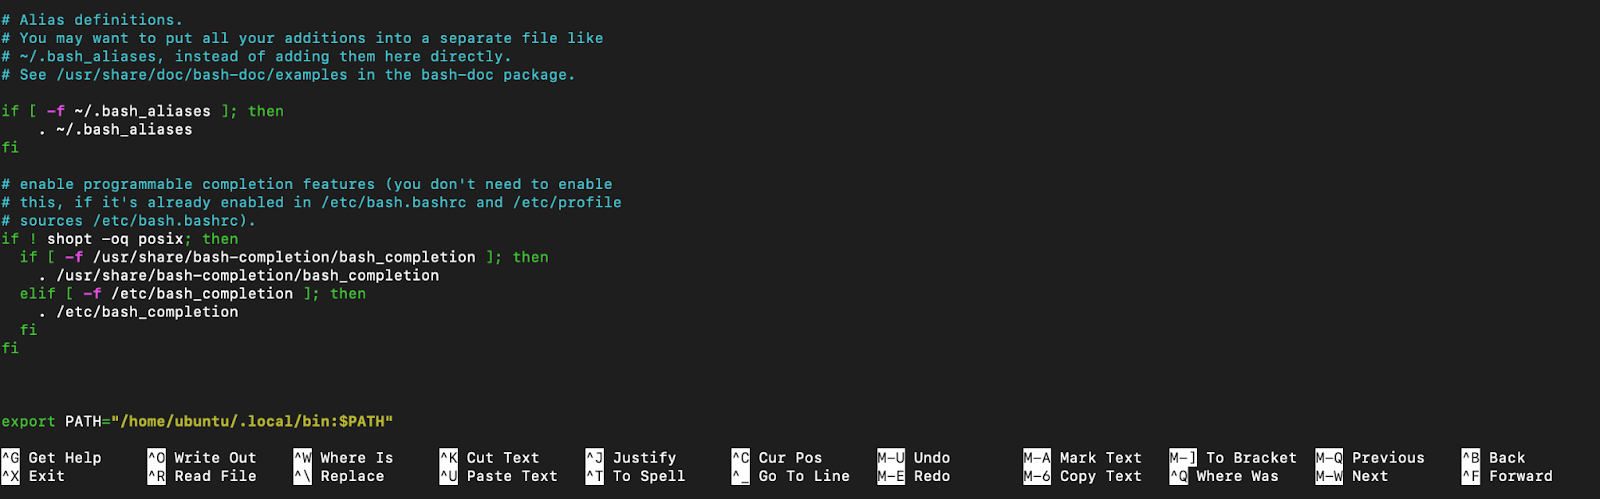 # Alias definitions.
# You may want to put all your additions into a separate file like
# ~/.bash_aliases, instead of adding them here directly.
# See /usr/share/doc/bash-doc/examples in the bash-doc package.
if [ -f ~/.bash_aliases ]; then
    . ~/.bash_aliases
fi
# enable programmable completion features (you don't need to enable
# this, if it's already enabled in /etc/bash.bashrc and /etc/profile
# sources /etc/bash.bashrc).
if ! shopt -oq posix; then
  if [ -f /usr/share/bash-completion/bash_completion ]; then
    . /usr/share/bash-completion/bash_completion
  elif [ -f /etc/bash_completion ]; then
    . /etc/bash_completion
  fi
fi
export PATH="/home/ubuntu/.local/bin:$PATH"
^G Get Help ^O Write Out ^W Where Is ^K Cut Text ^J Justify ^C Cur Pos M-U Undo M-A Mark Text M-] To Bracket M-Q Previous ^B Back
^X Exit ^R Read File ^\ Replace ^U Paste Text ^T To Spell ^_ Go To Line M-E Redo M-6 Copy Text ^Q Where Was M-W Next ^F Forward